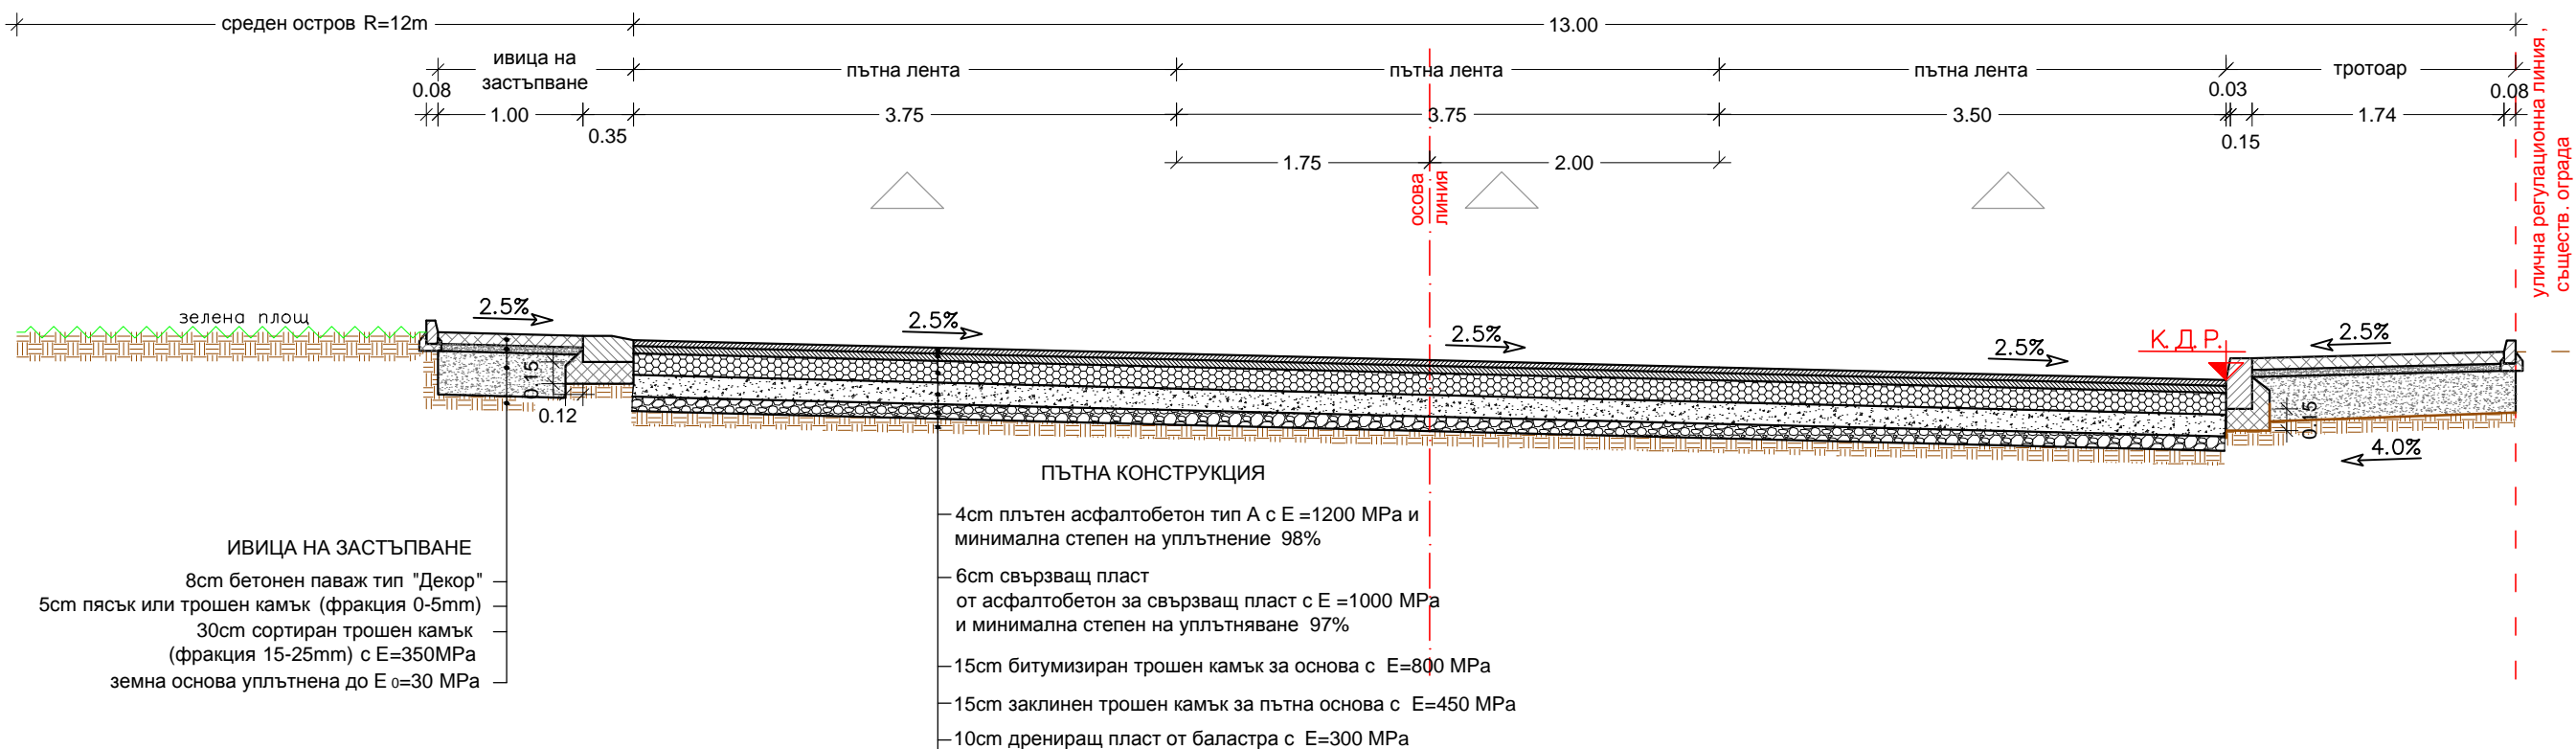 среден остров R=12m
13.00
ивица на
застъпване
пътна лента
пътна лента
пътна лента
тротоар
0.08
1.00
0.35
3.75
3.75
3.50
0.03
0.15
1.74
0.08
1.75
2.00
осова
линия
улична регулационна линия ,
съществ. ограда
зелена площ
2.5%
2.5%
2.5%
2.5%
К.Д.Р.
2.5%
0.15
0.12
0.15
4.0%
ПЪТНА КОНСТРУКЦИЯ
4cm плътен асфалтобетон тип А с E =1200 MPa и
минимална степен на уплътнение 98%
6cm свързващ пласт
от асфалтобетон за свързващ пласт с E =1000 MPa
и минимална степен на уплътняване 97%
15cm битумизиран трошен камък за основа с E=800 MPa
15cm заклинен трошен камък за пътна основа с E=450 MPa
10cm дрениращ пласт от баластра с E=300 MPa
ИВИЦА НА ЗАСТЪПВАНЕ
8cm бетонен паваж тип "Декор"
5cm пясък или трошен камък (фракция 0-5mm)
30cm сортиран трошен камък
(фракция 15-25mm) с E=350MPa
земна основа уплътнена до E 0=30 MPa